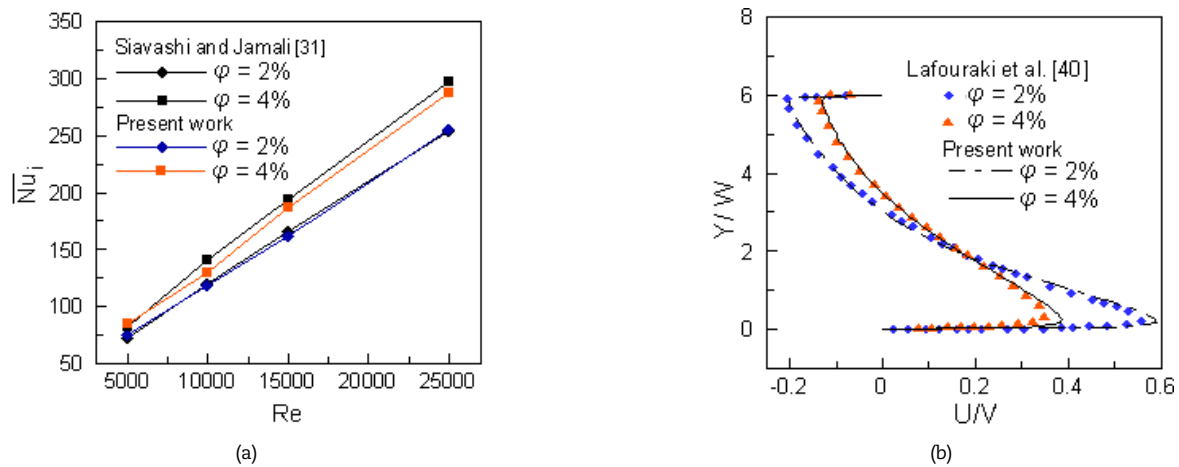 350
300
250
200
150
100
50
5000 10000 15000 20000 25000
Nu̅i
Re
Siavashi and Jamali [31]
φ = 2%
φ = 4%
Present work
φ = 2%
φ = 4%
(a)
8
6
4
2
0
-0.2 0 0.2 0.4 0.6
Y/W
U/V
Lafouraki et al. [40]
φ = 2%
φ = 4%
Present work
φ = 2%
φ = 4%
(b)